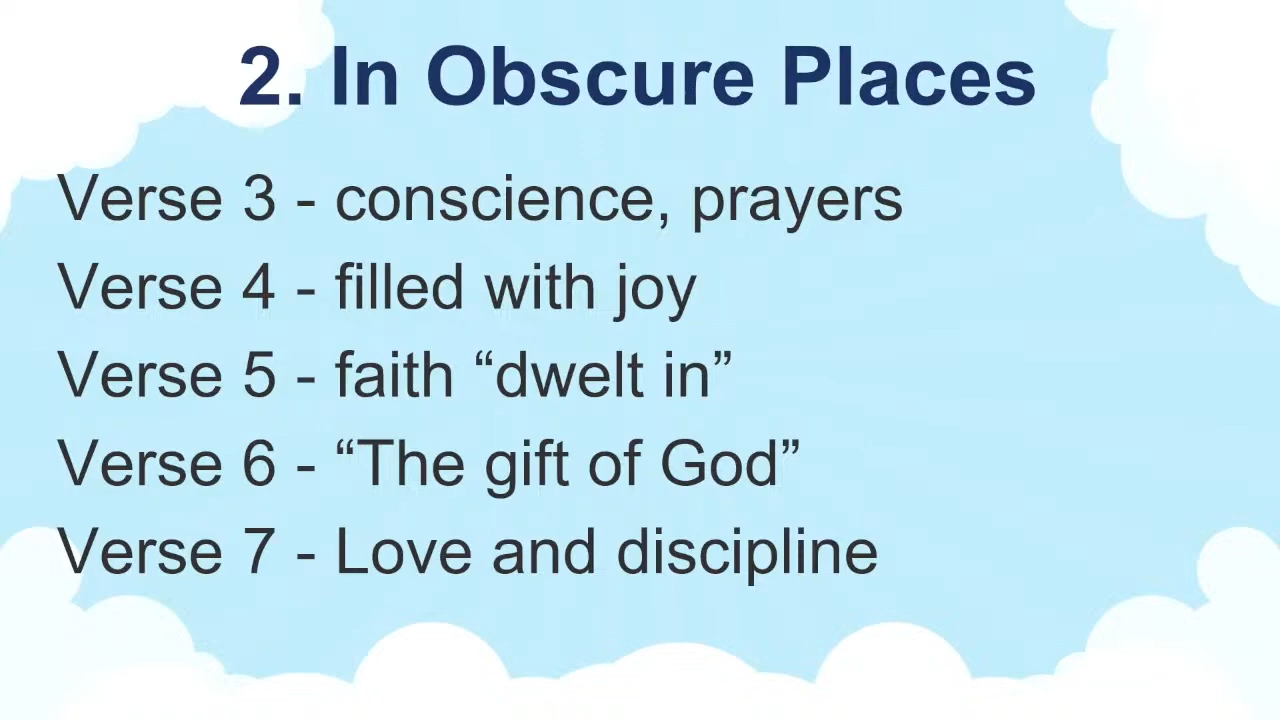 2. In Obscure Places
Verse 3 - conscience, prayers
Verse 4 - filled with joy
Verse 5 - faith “dwelt in”
Verse 6 - “The gift of God”
Verse 7 - Love and discipline